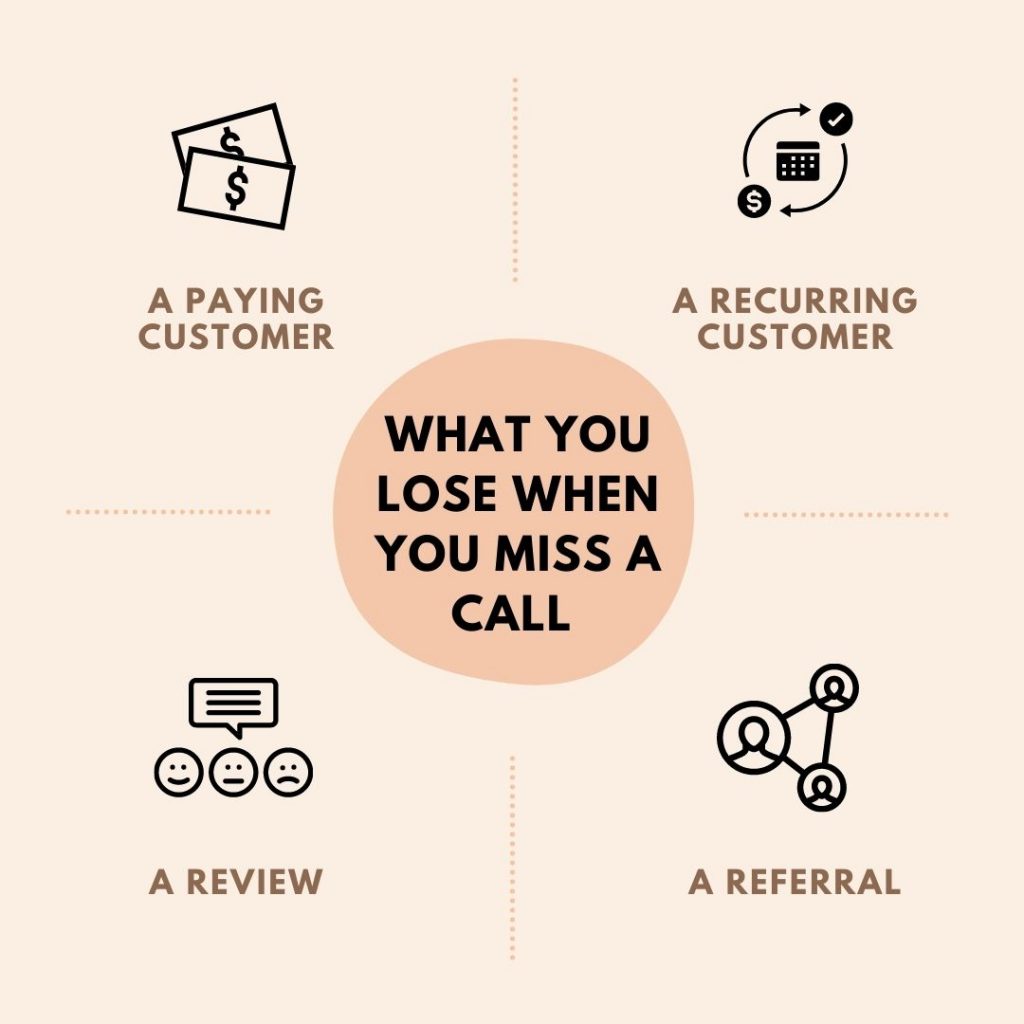 A PAYING
CUSTOMER
A RECURRING
CUSTOMER
WHAT YOU
LOSE WHEN
YOU MISS A
CALL
A REVIEW
A REFERRAL